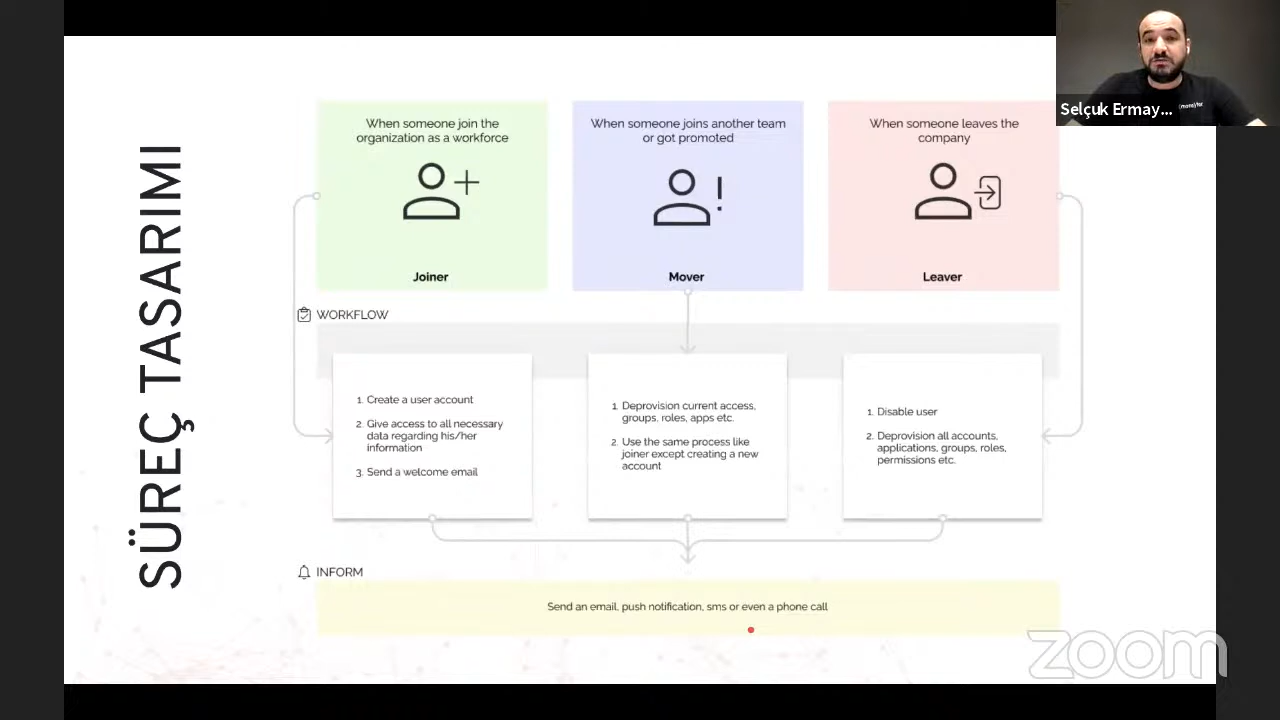 Selçuk Ermay...
SÜREÇ TASARIMI
When someone join the
organization as a workforce
Joiner
When someone joins another team
or got promoted
Mover
When someone leaves the
company
Leaver
WORKFLOW
1. Create a user account
2. Give access to all necessary
data regarding his/her
information
3. Send a welcome email
1. Deprovision current access,
groups, roles, apps etc.
2. Use the same process like
joiner except creating a new
account
1. Disable user
2. Deprovision all accounts,
applications, groups, roles,
permissions etc.
INFORM
Send an email, push notification, sms or even a phone call
zoom